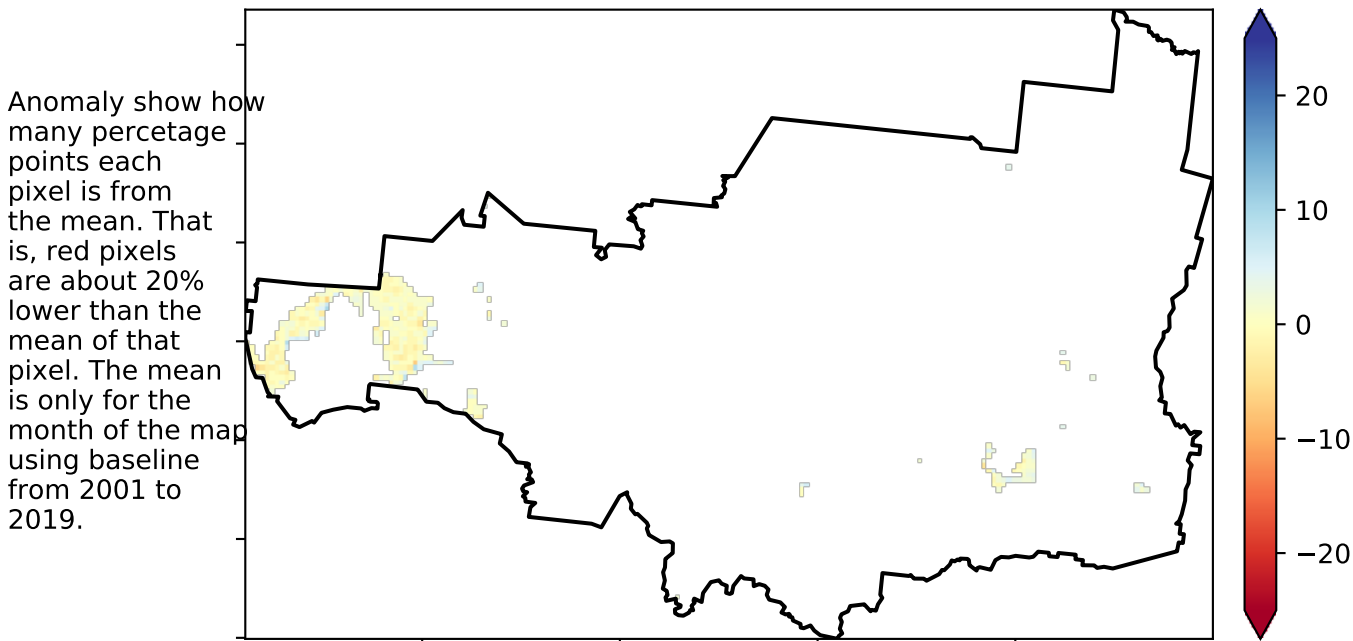 Anomaly show how
many percetage
points each
pixel is from
the mean. That
is, red pixels
are about 20%
lower than the
mean of that
pixel. The mean
is only for the
month of the map
using baseline
from 2001 to
2019.
20
10
0
−10
−20